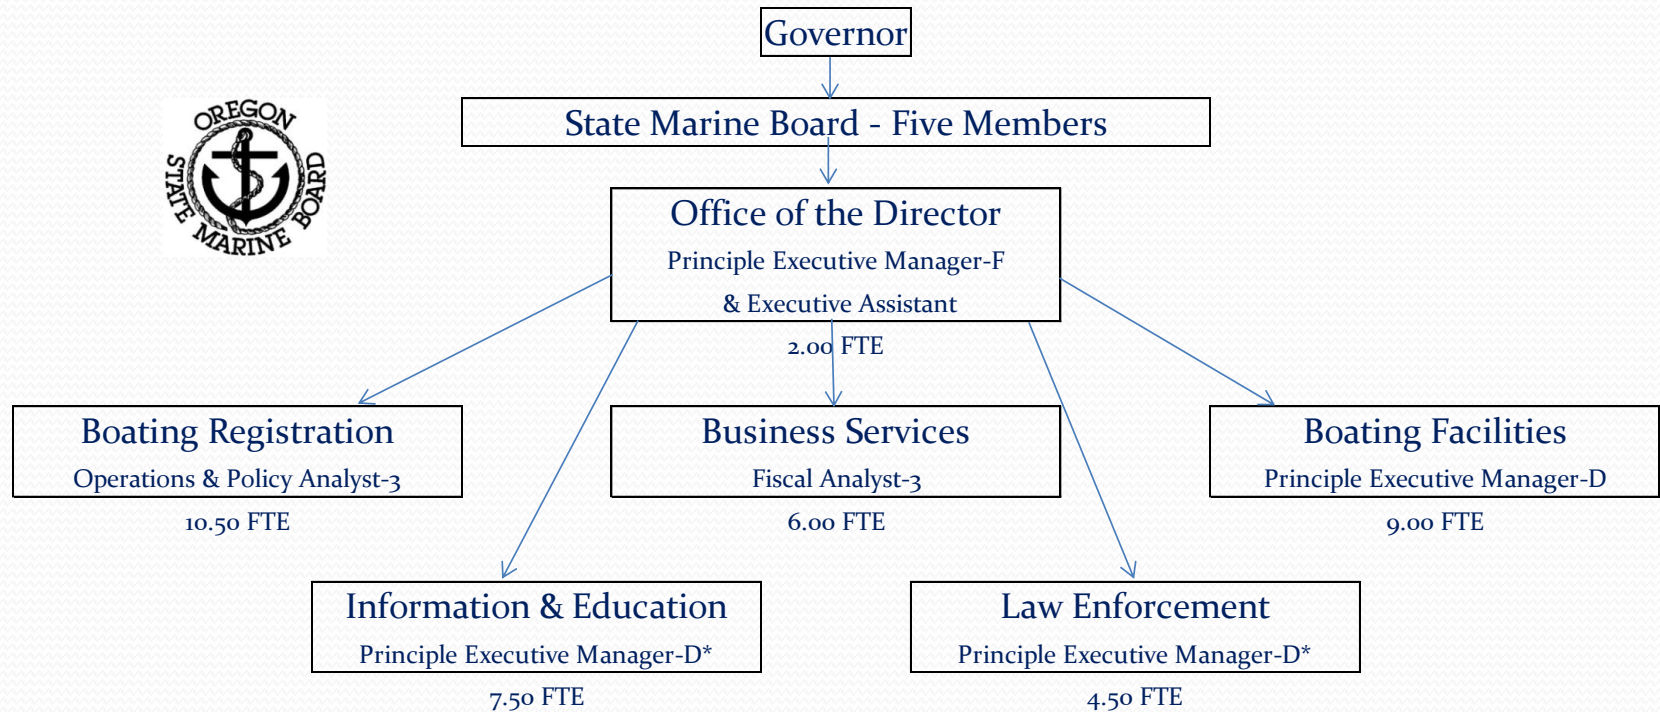 Governor
OREGON
STATE
MARINE
BOARD
State Marine Board - Five Members
Office of the Director
Principle Executive Manager-F
& Executive Assistant
2.00 FTE
Boating Registration
Operations & Policy Analyst-3
10.50 FTE
Business Services
Fiscal Analyst-3
6.00 FTE
Boating Facilities
Principle Executive Manager-D
9.00 FTE
Information & Education
Principle Executive Manager-D*
7.50 FTE
Law Enforcement
Principle Executive Manager-D*
4.50 FTE